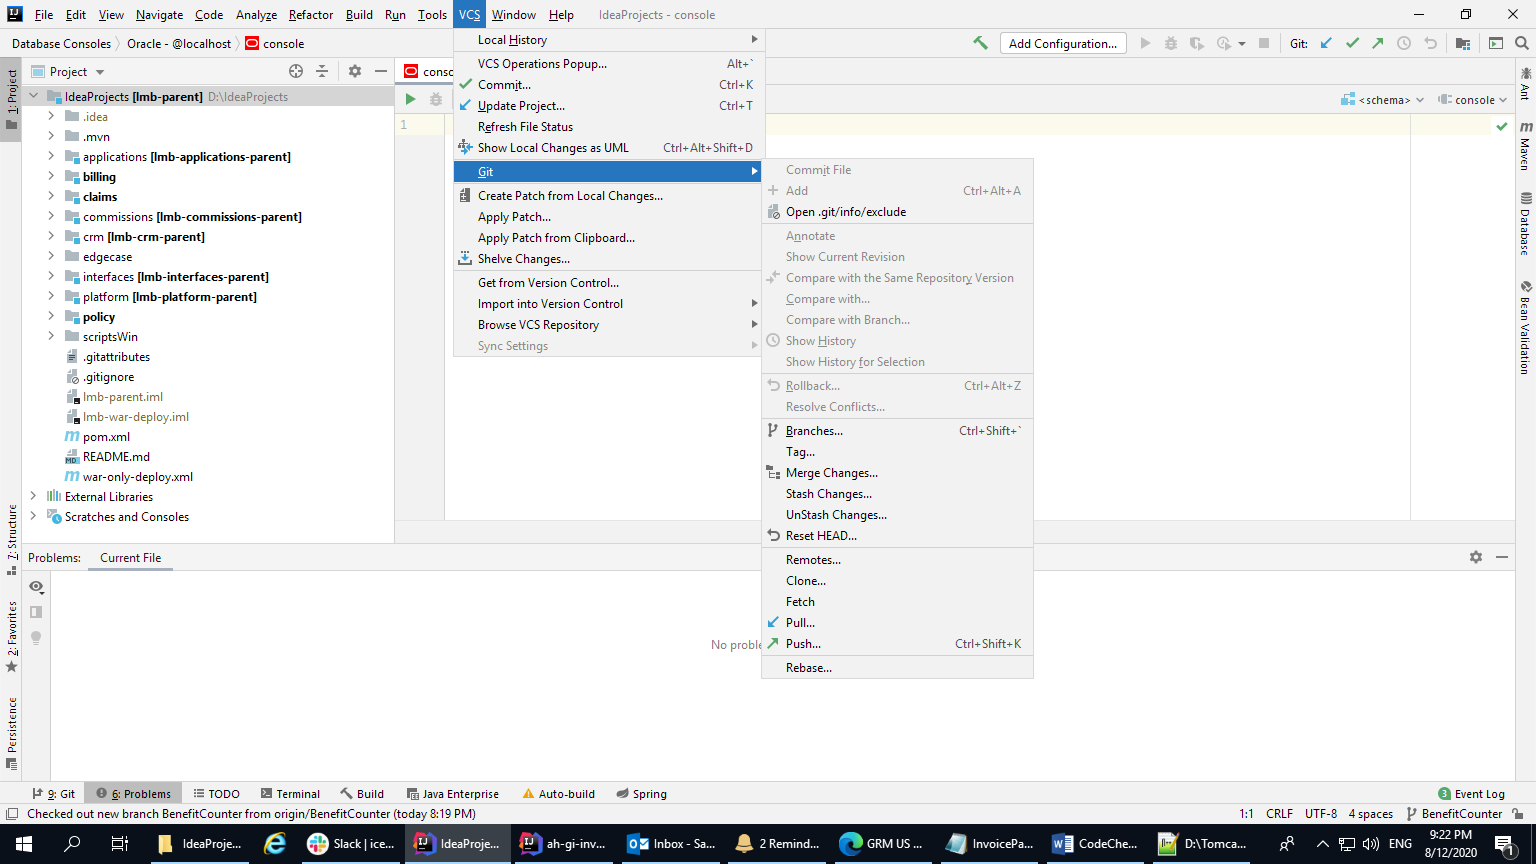 File Edit View Navigate Code Analyze Refactor Build Run Tools VCS Window Help IdeaProjects - console
Database Consoles Oracle - @localhost console
Add Configuration...
Git:
1: Project
7: Structure
2: Favorites
Persistence
Project
IdeaProjects [lmb-parent] D:\IdeaProjects
.idea
.mvn
applications [lmb-applications-parent]
billing
claims
commissions [lmb-commissions-parent]
crm [lmb-crm-parent]
edgecase
interfaces [lmb-interfaces-parent]
platform [lmb-platform-parent]
policy
scriptsWin
.gitattributes
.gitignore
lmb-parent.iml
lmb-war-deploy.iml
pom.xml
README.md
war-only-deploy.xml
External Libraries
Scratches and Consoles
conso
1
<schema> console
Local History
VCS Operations Popup... Alt+`
Commit... Ctrl+K
Update Project... Ctrl+T
Refresh File Status
Show Local Changes as UML Ctrl+Alt+Shift+D
Git
Create Patch from Local Changes...
Apply Patch...
Apply Patch from Clipboard...
Shelve Changes...
Get from Version Control...
Import into Version Control
Browse VCS Repository
Sync Settings
Commit File
Add Ctrl+Alt+A
Open .git/info/exclude
Annotate
Show Current Revision
Compare with the Same Repository Version
Compare with...
Compare with Branch...
Show History
Show History for Selection
Rollback... Ctrl+Alt+Z
Resolve Conflicts...
Branches... Ctrl+Shift+`
Tag...
Merge Changes...
Stash Changes...
UnStash Changes...
Reset HEAD...
Remotes...
Clone...
Fetch
Pull...
Push... Ctrl+Shift+K
Rebase...
Ant
Maven
Database
Bean Validation
Problems: Current File
No proble
9: Git 6: Problems TODO Terminal Build Java Enterprise Auto-build Spring 3 Event Log
Checked out new branch BenefitCounter from origin/BenefitCounter (today 8:19 PM) 1:1 CRLF UTF-8 4 spaces BenefitCounter
IdeaProje... Slack | ice... IdeaProje... ah-gi-inv... Inbox - Sa... 2 Remind... GRM US ... InvoicePa... CodeChe... D:\Tomca... ENG
9:22 PM
8/12/2020
1